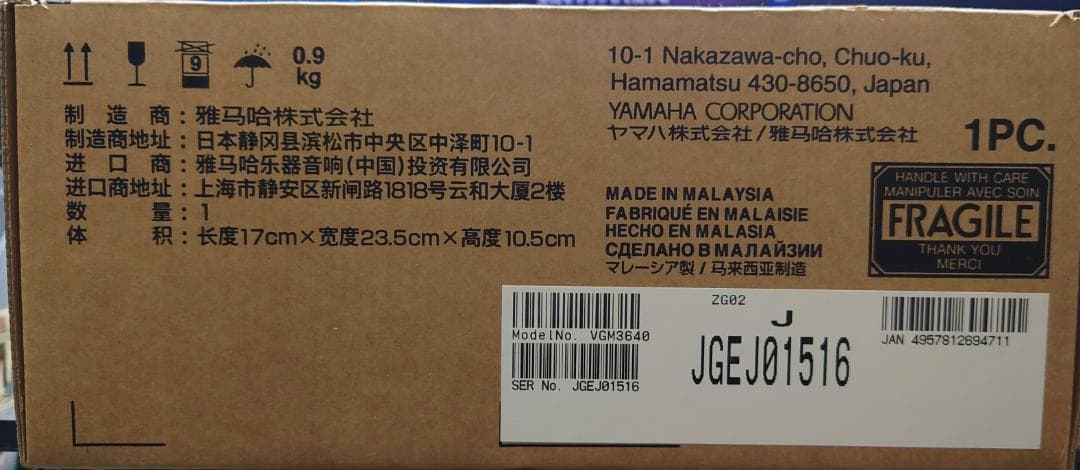 9
0.9
kg
制造商：雅马哈株式会社
制造商地址：日本静冈县滨松市中央区中泽町10-1
进口商：雅马哈乐器音响(中国)投资有限公司
进口商地址：上海市静安区新闸路1818号云和大厦2楼
数量：1
体积：长度17cm×宽度23.5cm×高度10.5cm
10-1 Nakazawa-cho, Chuo-ku,
Hamamatsu 430-8650, Japan
YAMAHA CORPORATION
ヤマハ株式会社/雅马哈株式会社
1PC.
MADE IN MALAYSIA
FABRIQUÉ EN MALAISIE
HECHO EN MALASIA
СДЕЛАНО В МАЛАЙЗИИ
マレーシア製/马来西亚制造
HANDLE WITH CARE
MANIPULER AVEC SOIN
FRAGILE
THANK YOU
MERCI
ModelNo. VGM3640
SER No. JGEJ01516
ZG02
J
JGEJ01516
JAN 4957812694711